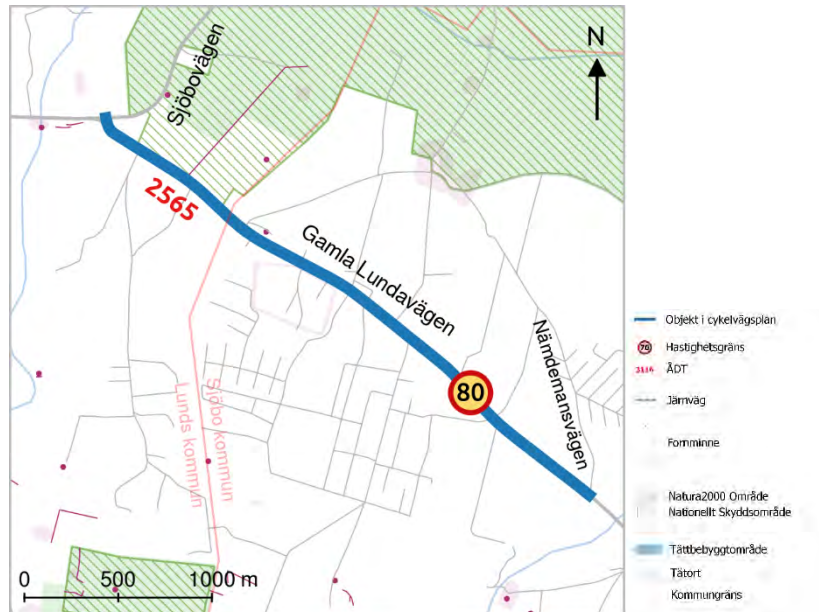 N
Sjöbovägen
2565
Gamla Lundavägen
Nämdemansvägen
80
Lunds kommun
Sjöbo kommun
0 500 1000 m
Objekt i cykelvägsplan
70 Hastighetsgräns
3116 ÅDT
Järnväg
Fornminne
Natura2000 Område
Nationellt Skyddsområde
Tättbebyggtområde
Tätort
Kommungräns